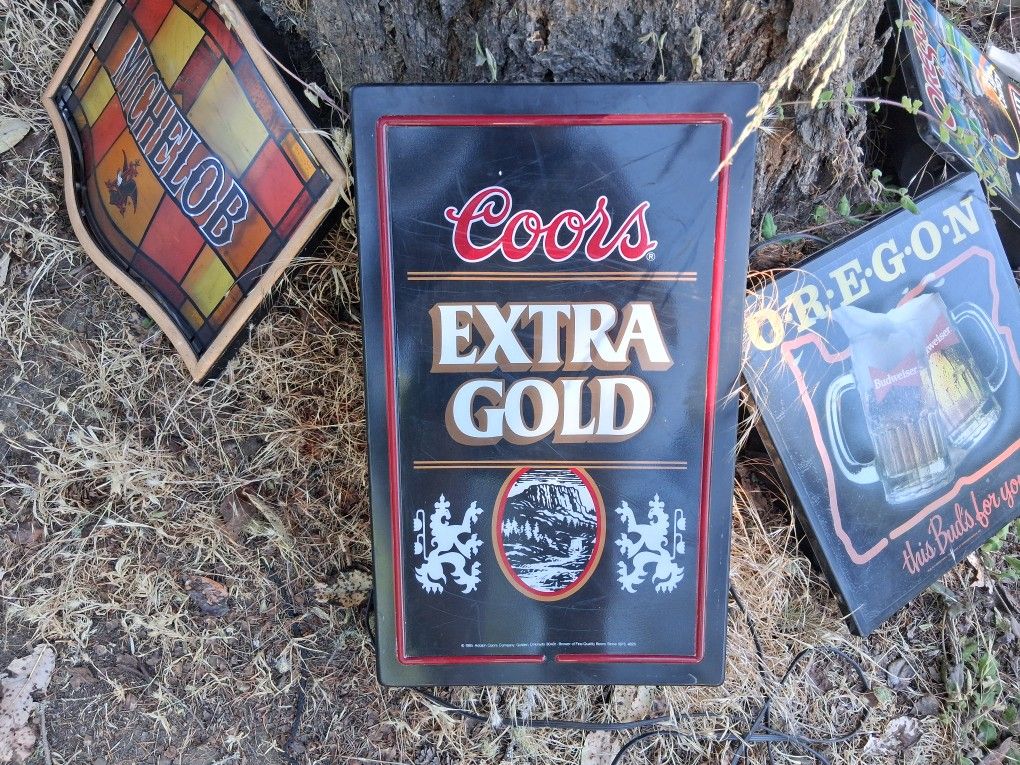 MICHELOB
Coors®
EXTRA
GOLD
O·R·E·G·O·N
Budweiser
Budweiser
this Bud's for you